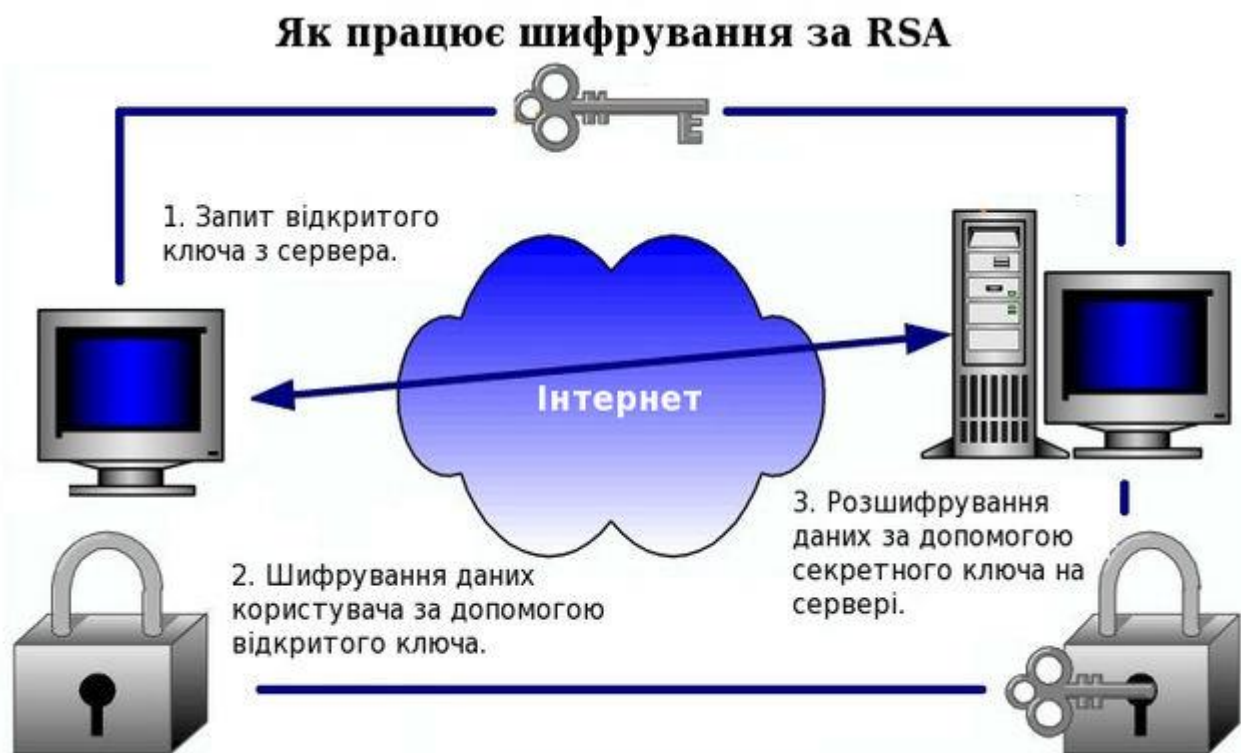 Як працює шифрування за RSA
1. Запит відкритого
ключа з сервера.
Інтернет
2. Шифрування даних
користувача за допомогою
відкритого ключа.
3. Розшифрування
даних за допомогою
секретного ключа на
сервері.